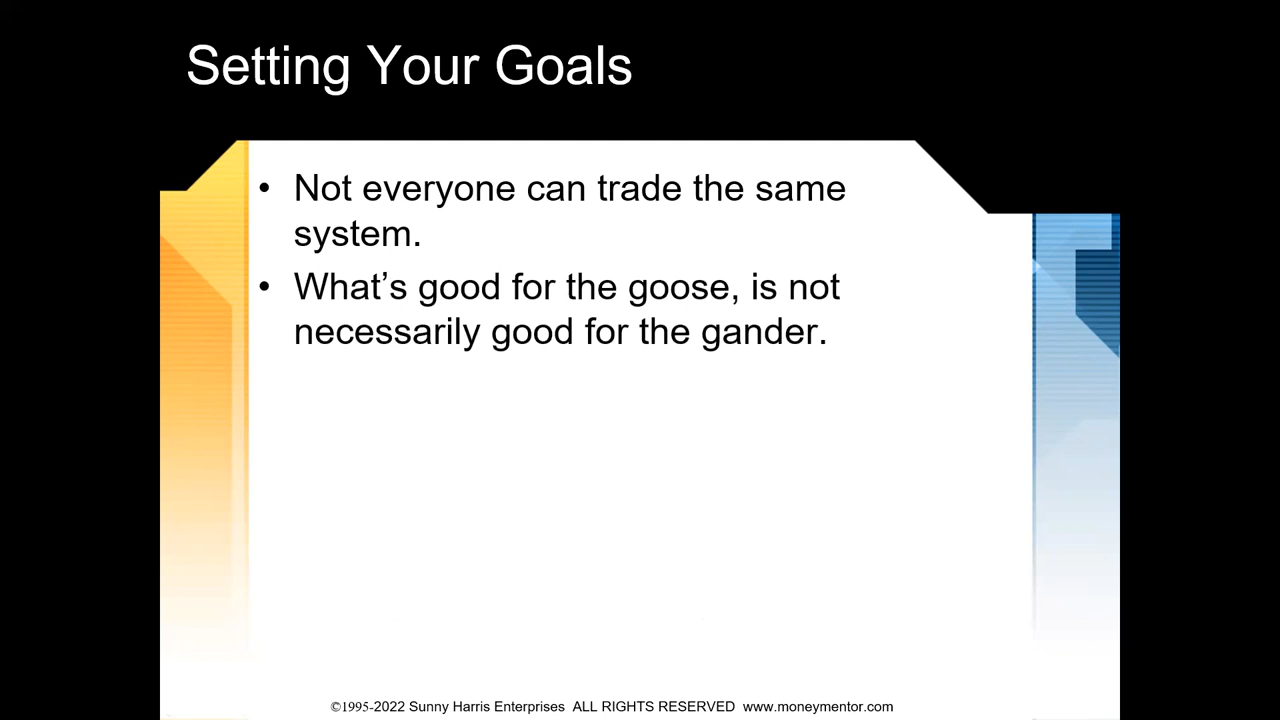 Setting Your Goals
• Not everyone can trade the same
system.
• What’s good for the goose, is not
necessarily good for the gander.
©1995-2022 Sunny Harris Enterprises ALL RIGHTS RESERVED www.moneymentor.com